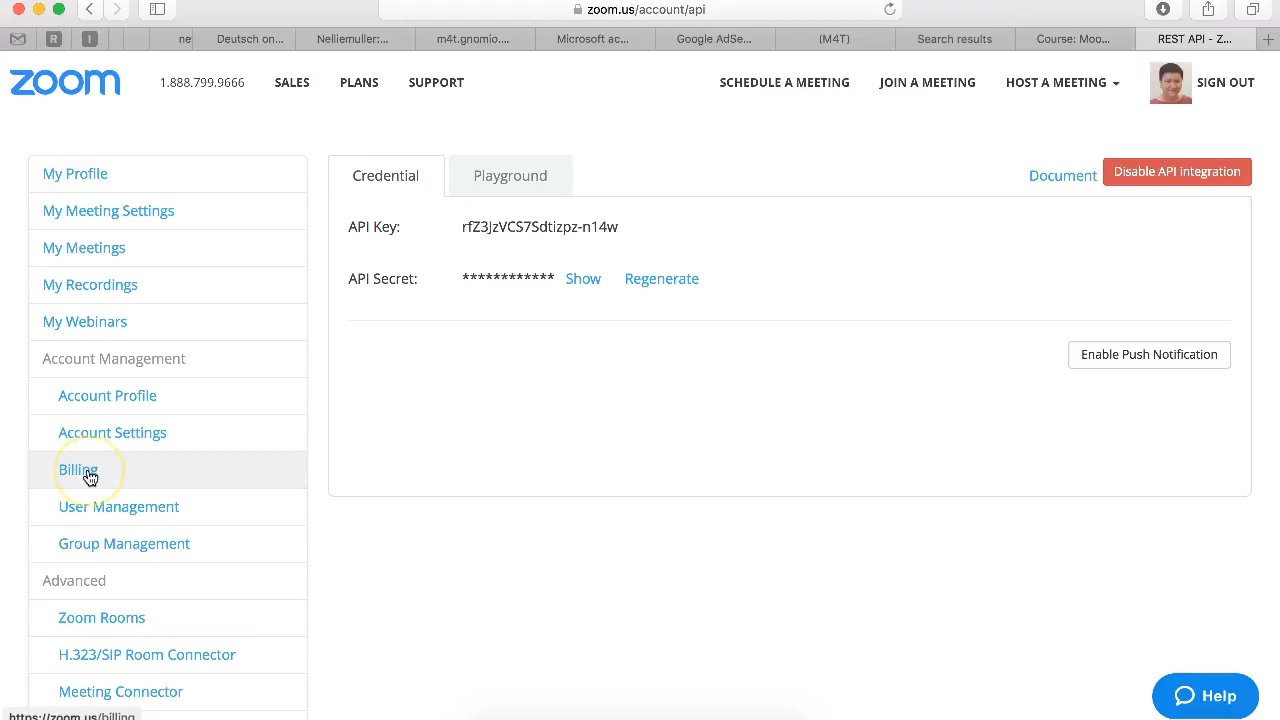 zoom.us/account/api
R
I
ne
Deutsch on...
Nelliemuller:...
m4t.gnomio....
Microsoft ac...
Google AdSe...
(M4T)
Search results
Course: Moo...
REST API - Z...
zoom
1.888.799.9666
SALES
PLANS
SUPPORT
SCHEDULE A MEETING
JOIN A MEETING
HOST A MEETING
SIGN OUT
My Profile
My Meeting Settings
My Meetings
My Recordings
My Webinars
Account Management
Account Profile
Account Settings
Billing
User Management
Group Management
Advanced
Zoom Rooms
H.323/SIP Room Connector
Meeting Connector
Credential
Playground
Document
Disable API integration
API Key: rfZ3JzVCS7Sdtizpz-n14w
API Secret: ************ Show Regenerate
Enable Push Notification
Help
https://zoom.us/billing